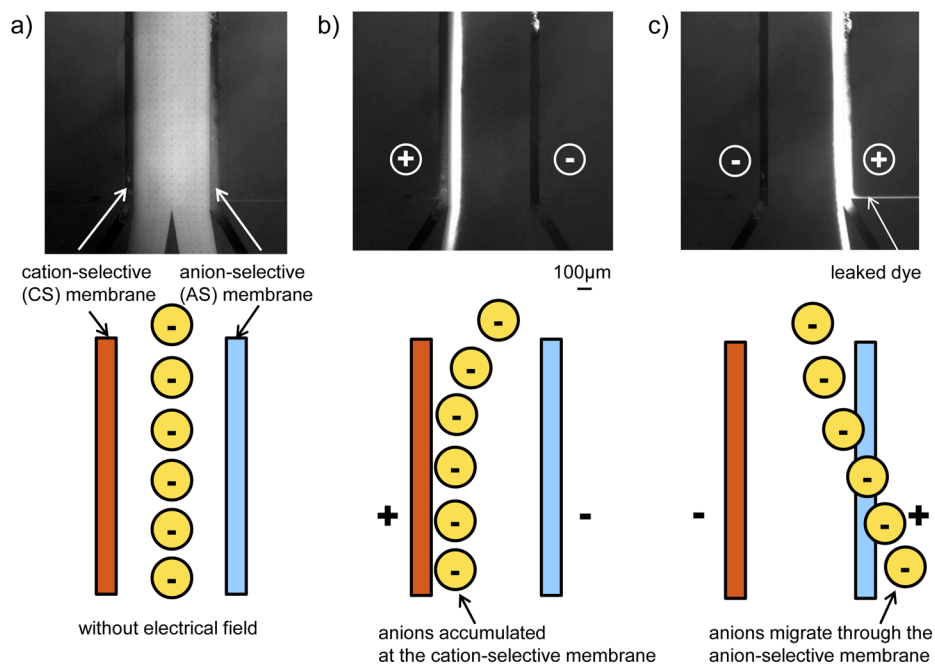 a)
b)
c)
+
-
-
+
cation-selective
(CS) membrane
anion-selective
(AS) membrane
100µm
leaked dye
-
-
-
-
-
-
-
-
-
-
-
-
+
-
-
-
-
-
-
-
-
+
without electrical field
anions accumulated
at the cation-selective membrane
anions migrate through the
anion-selective membrane